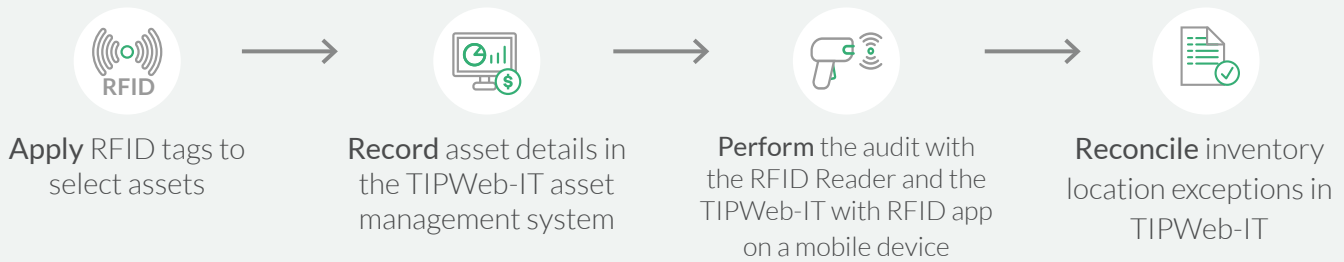 RFID
Apply RFID tags to
select assets
Record asset details in
the TIPWeb-IT asset
management system
$
Perform the audit with
the RFID Reader and the
TIPWeb-IT with RFID app
on a mobile device
Reconcile inventory
location exceptions in
TIPWeb-IT